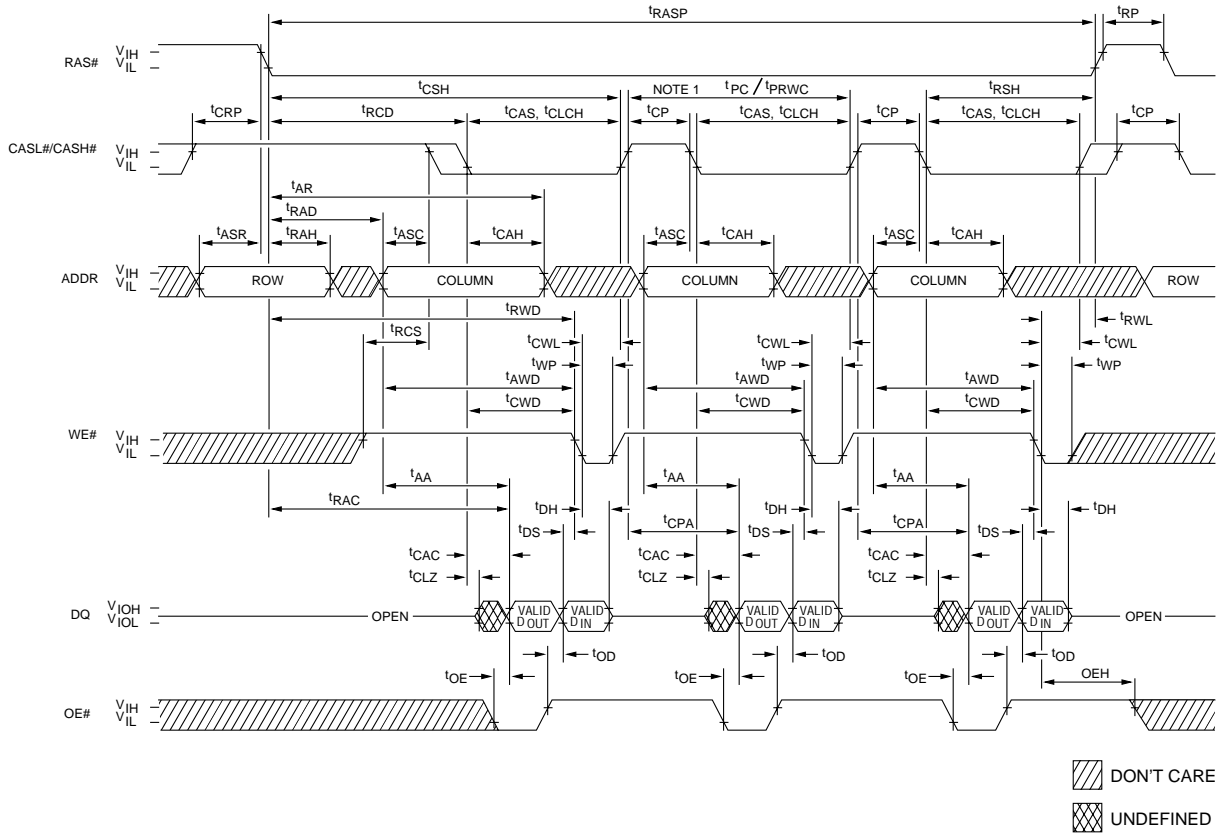 tRASP tRP
RAS# VIH VIL
tCSH NOTE 1 tPC / tPRWC tRSH
tCRP tRCD tCAS, tCLCH tCP tCAS, tCLCH tCP tCAS, tCLCH tCP
CASL#/CASH# VIH VIL
tAR
tRAD
tASR tRAH tASC tCAH tASC tCAH tASC tCAH
ADDR VIH VIL ROW COLUMN COLUMN COLUMN ROW
tRWD tRWL
tRCS tCWL tCWL tCWL
tWP tWP tWP
tAWD tAWD tAWD
tCWD tCWD tCWD
WE# VIH VIL
tAA tAA tAA
tRAC tDH tDH tDH
tDS tCPA tDS tCPA tDS
tCAC tCAC tCAC
tCLZ tCLZ tCLZ
DQ VIOH VIOL OPEN VALID DOUT VALID DIN VALID DOUT VALID DIN VALID DOUT VALID DIN OPEN
tOD tOD tOD
tOE tOE tOE OEH
OE# VIH VIL
DON'T CARE
UNDEFINED